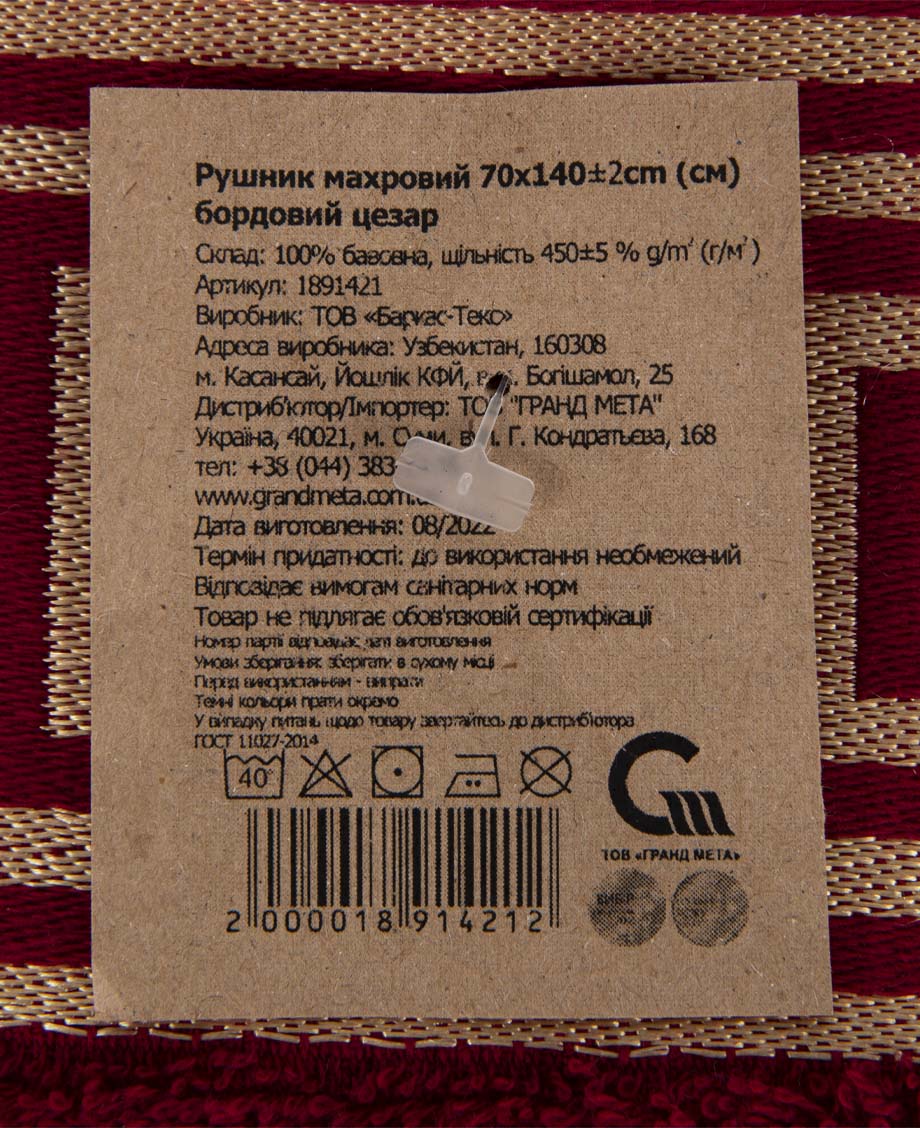 Рушник махровий 70х140±2cm (см)
бордовий цезар
Склад: 100% бавовна, щільність 450±5 % g/m² (г/м²)
Артикул: 1891421
Виробник: ТОВ «Баркас-Текс»
Адреса виробника: Узбекистан, 160308
м. Касансай, Йошлік КФЙ, Богішамол, 25
Дистриб'ютор/Імпортер: ТОВ "ГРАНД МЕТА"
Україна, 40021, м. Суми, вул. Г. Кондратьєва, 168
тел: +38 (044) 383
www.grandmeta.com.
Дата виготовлення: 08/2022
Термін придатності: до використання необмежений
Відповідає вимогам санітарних норм
Товар не підлягає обов'язковій сертифікації
Номер партії відповідає даті виготовлення
Умови зберігання: зберігати в сухому місці
Перед використанням - випрати
Темні кольори прати окремо
У випадку питань щодо товару звертайтесь до дистриб'ютора
ГОСТ 11027-2014
40°
ТОВ «ГРАНД МЕТА»
2 000018 914212